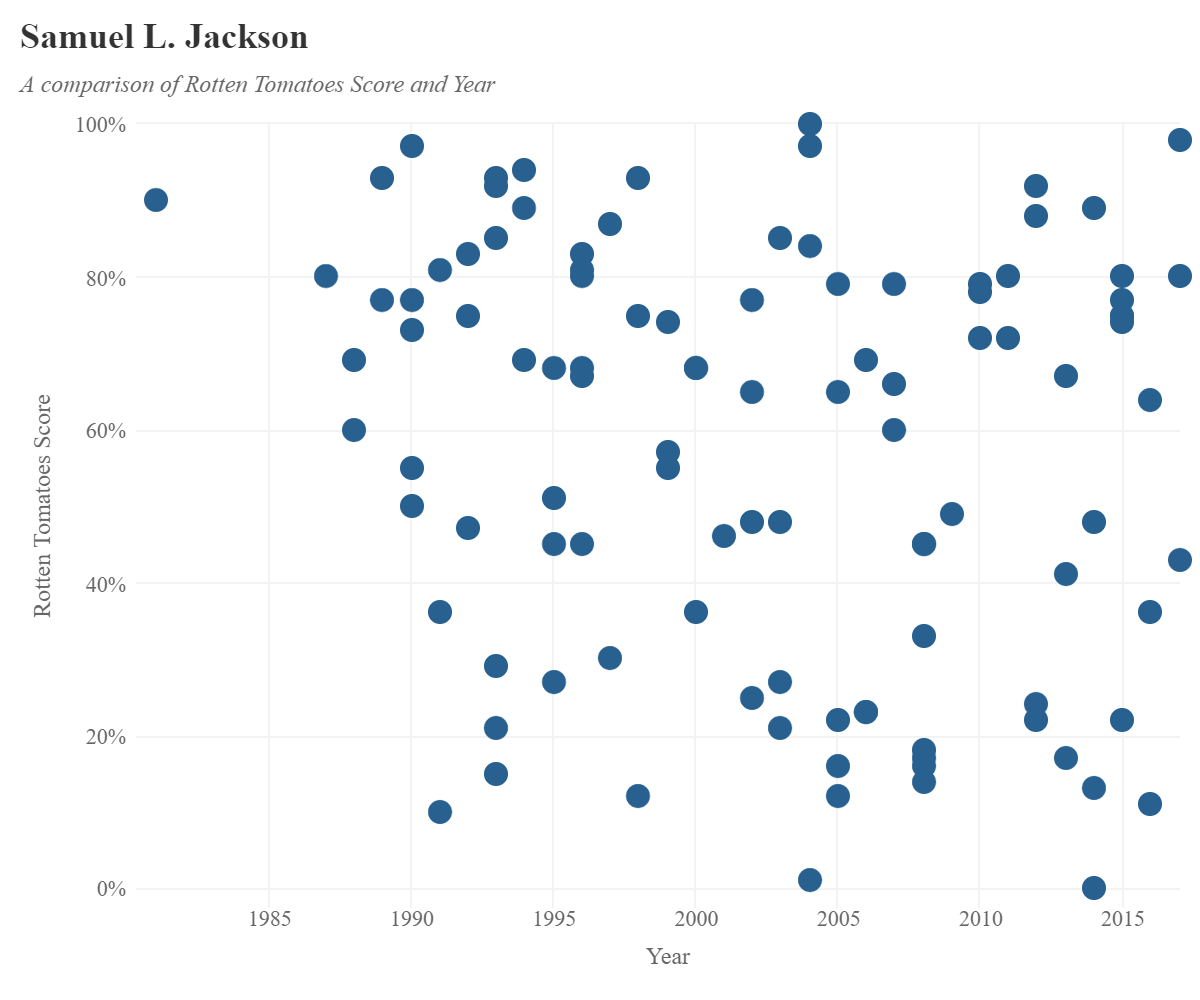 Samuel L. Jackson
A comparison of Rotten Tomatoes Score and Year
100%
80%
60%
40%
20%
0%
Rotten Tomatoes Score
1985 1990 1995 2000 2005 2010 2015
Year